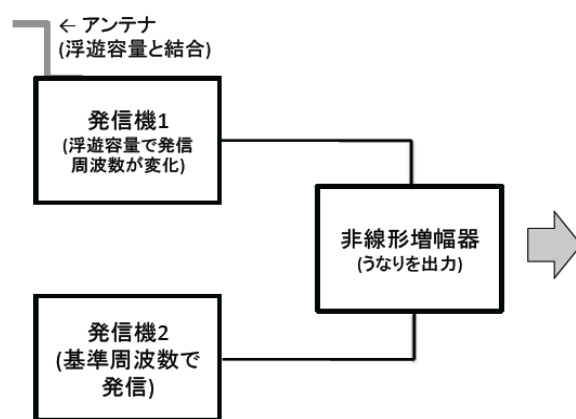 ← アンテナ
(浮遊容量と結合)
発信機1
(浮遊容量で発信
周波数が変化)
非線形増幅器
(うなりを出力)
発信機2
(基準周波数で
発信)